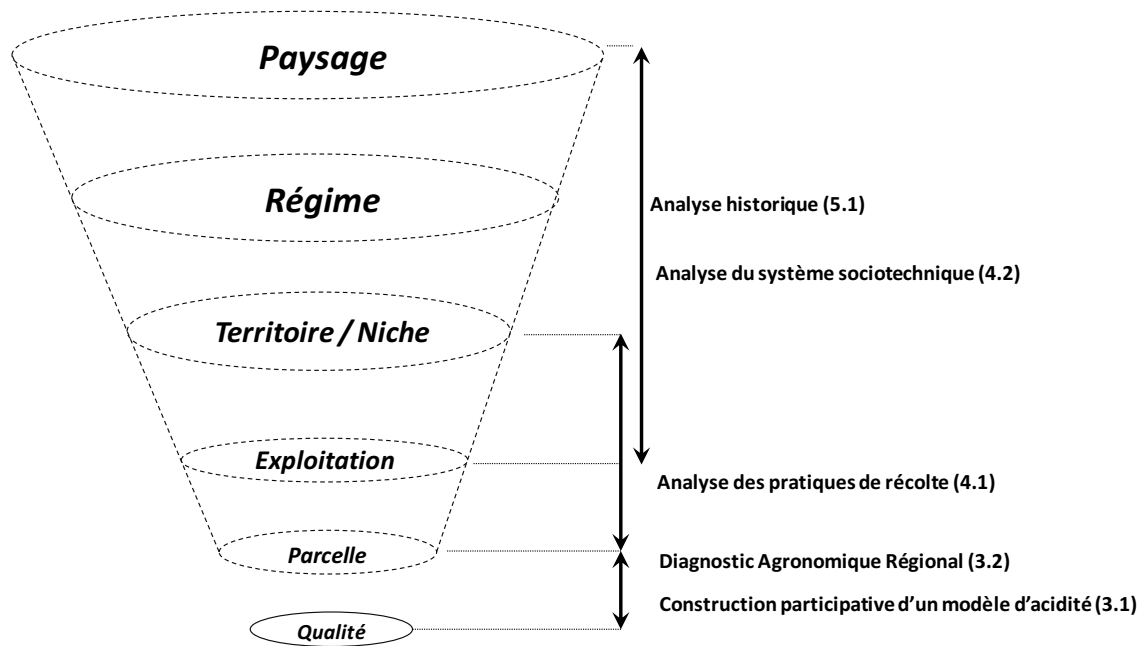 Paysage
Régime
Analyse historique (5.1)
Analyse du système sociotechnique (4.2)
Territoire / Niche
Exploitation
Analyse des pratiques de récolte (4.1)
Parcelle
Diagnostic Agronomique Régional (3.2)
Construction participative d’un modèle d’acidité (3.1)
Qualité